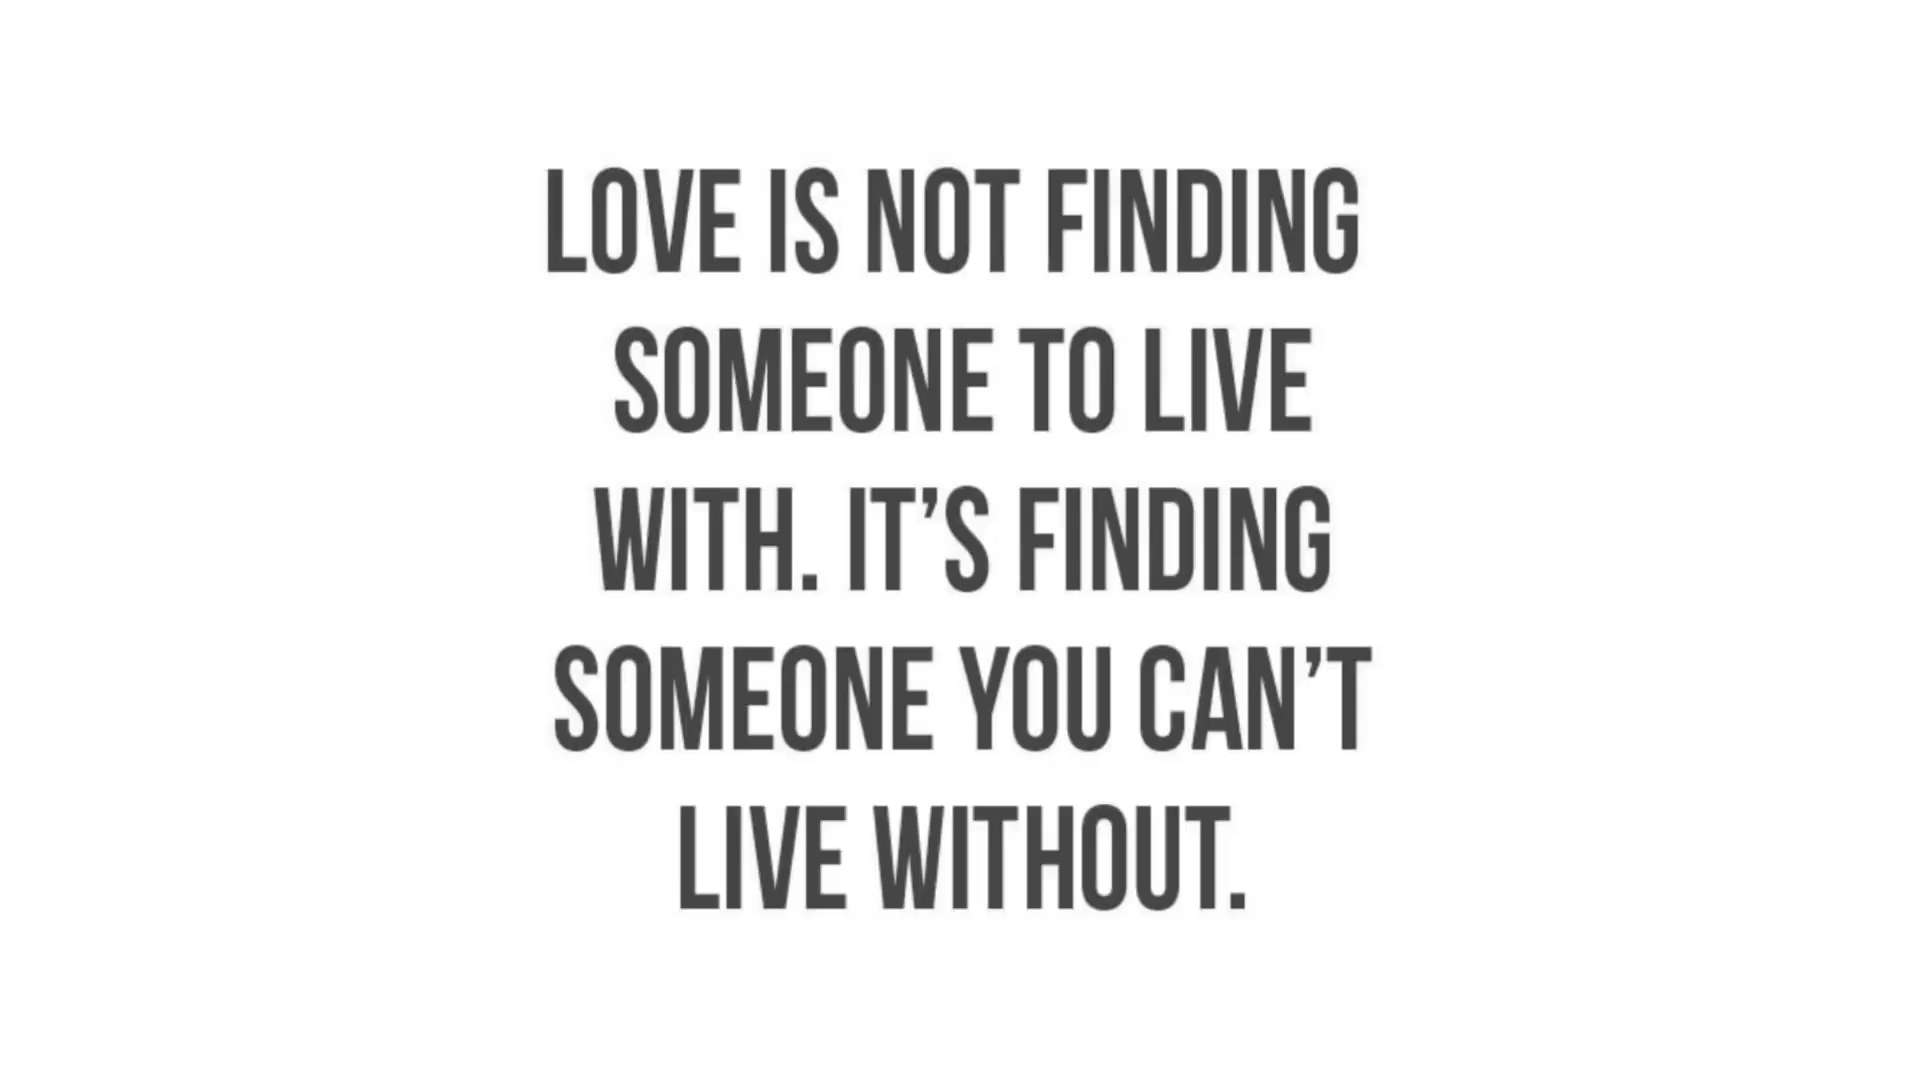 LOVE IS NOT FINDING
SOMEONE TO LIVE
WITH. IT’S FINDING
SOMEONE YOU CAN’T
LIVE WITHOUT.